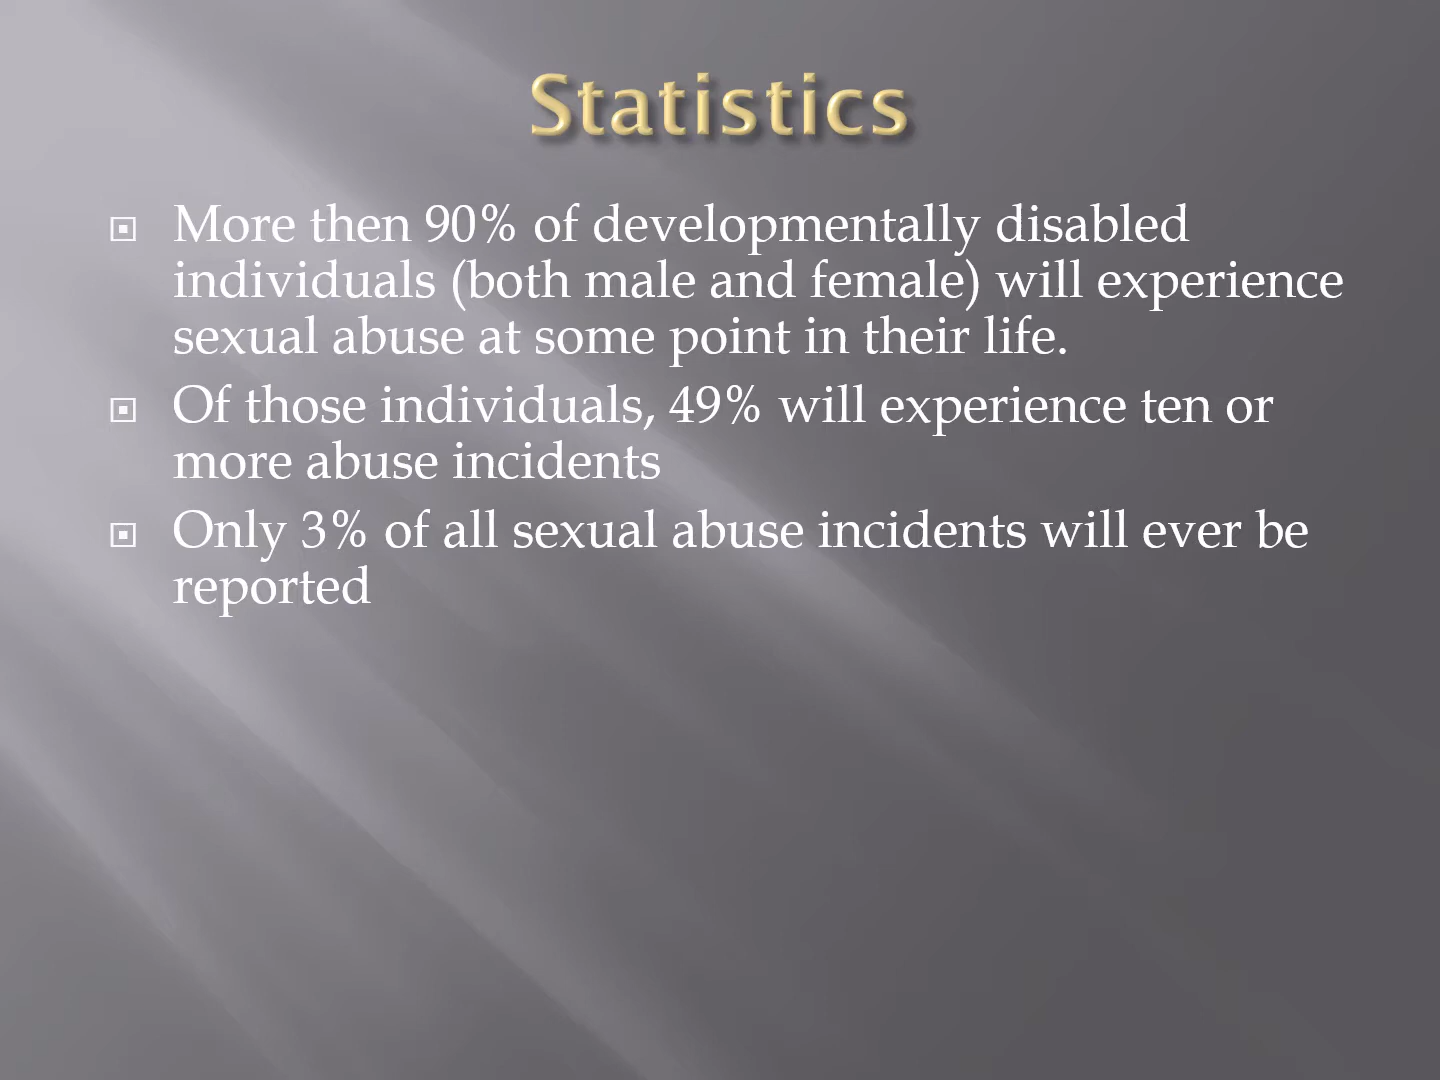 Statistics
More then 90% of developmentally disabled
individuals (both male and female) will experience
sexual abuse at some point in their life.
Of those individuals, 49% will experience ten or
more abuse incidents
Only 3% of all sexual abuse incidents will ever be
reported